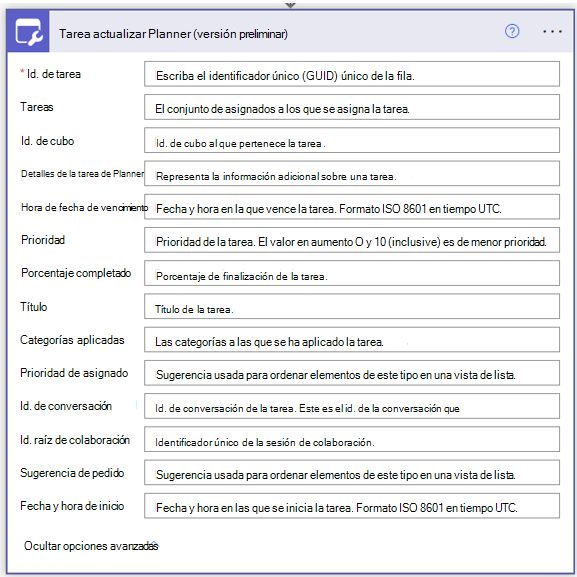 Tarea actualizar Planner (versión preliminar)
* Id. de tarea Escriba el identificador único (GUID) único de la fila.
Tareas El conjunto de asignados a los que se asigna la tarea.
Id. de cubo Id. de cubo al que pertenece la tarea.
Detalles de la tarea de Planner Representa la información adicional sobre una tarea.
Hora de fecha de vencimiento Fecha y hora en la que vence la tarea. Formato ISO 8601 en tiempo UTC.
Prioridad Prioridad de la tarea. El valor en aumento O y 10 (inclusive) es de menor prioridad.
Porcentaje completado Porcentaje de finalización de la tarea.
Título Título de la tarea.
Categorías aplicadas Las categorías a las que se ha aplicado la tarea.
Prioridad de asignado Sugerencia usada para ordenar elementos de este tipo en una vista de lista.
Id. de conversación Id. de conversación de la tarea. Este es el id. de la conversación que
Id. raíz de colaboración Identificador único de la sesión de colaboración.
Sugerencia de pedido Sugerencia usada para ordenar elementos de este tipo en una vista de lista.
Fecha y hora de inicio Fecha y hora en las que se inicia la tarea. Formato ISO 8601 en tiempo UTC.
Ocultar opciones avanzadas